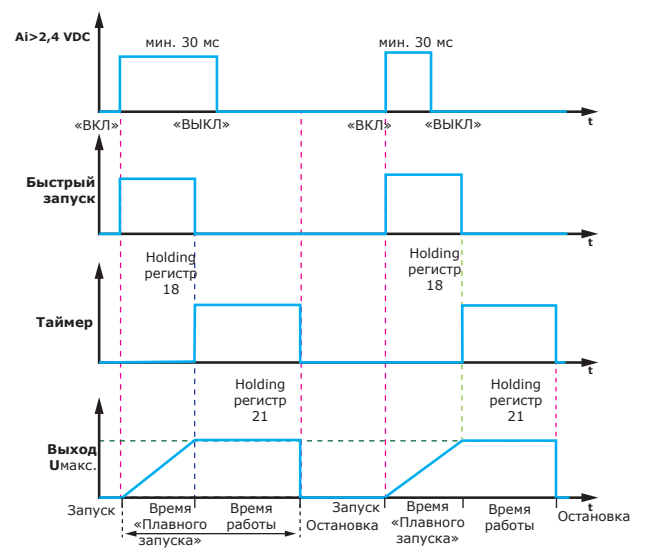 Ai>2,4 VDC
мин. 30 мс
мин. 30 мс
«ВКЛ»
«ВЫКЛ»
«ВКЛ»
«ВЫКЛ»
t
Быстрый
запуск
t
Holding
регистр
18
Holding
регистр
18
Таймер
t
Holding
регистр
21
Holding
регистр
21
Выход
Uмакс.
t
Запуск
Время
«Плавного
запуска»
Время
работы
Запуск
Остановка
Время
«Плавного
запуска»
Время
работы
Остановка